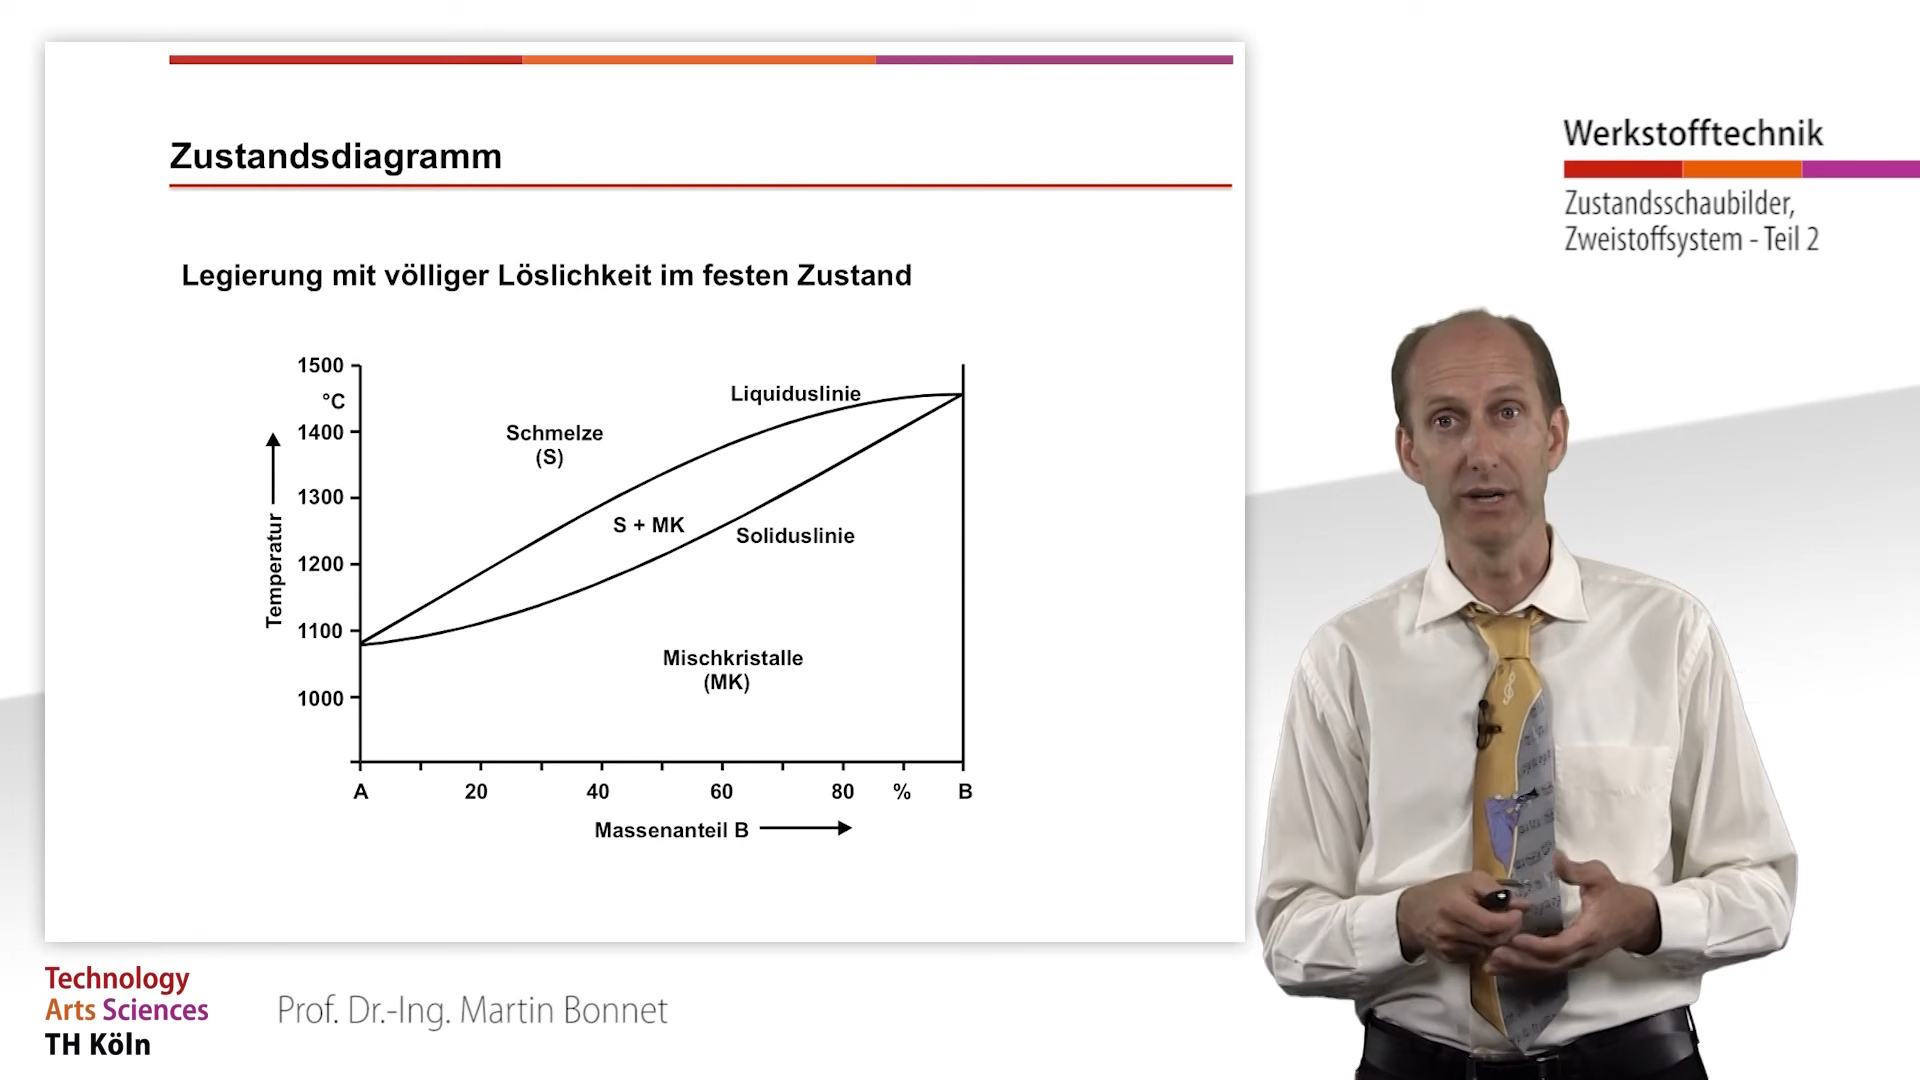 Zustandsdiagramm
Legierung mit völliger Löslichkeit im festen Zustand
1500
°C
1400
1300
1200
1100
1000
Temperatur
Liquiduslinie
Schmelze
(S)
S + MK
Soliduslinie
Mischkristalle
(MK)
A 20 40 60 80 % B
Massenanteil B
Werkstofftechnik
Zustandsschaubilder,
Zweistoffsystem - Teil 2
Technology
Arts Sciences
TH Köln
Prof. Dr.-Ing. Martin Bonnet